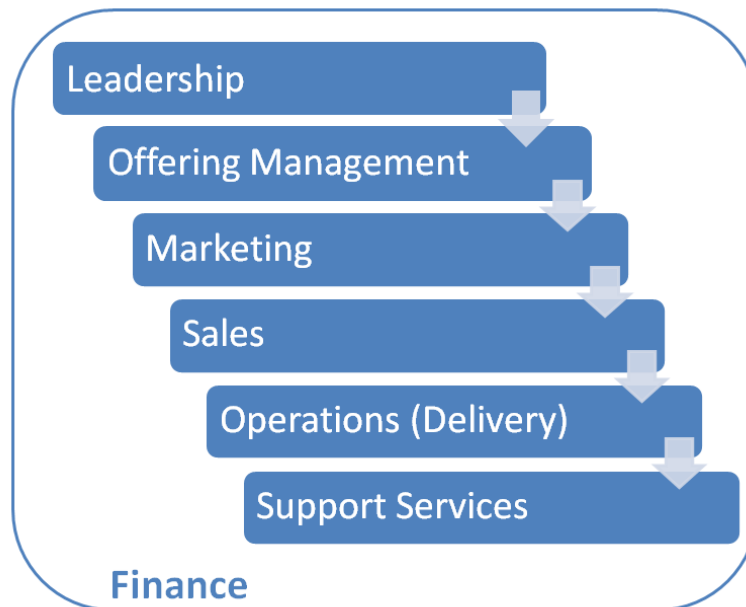 Leadership
Offering Management
Marketing
Sales
Operations (Delivery)
Support Services
Finance